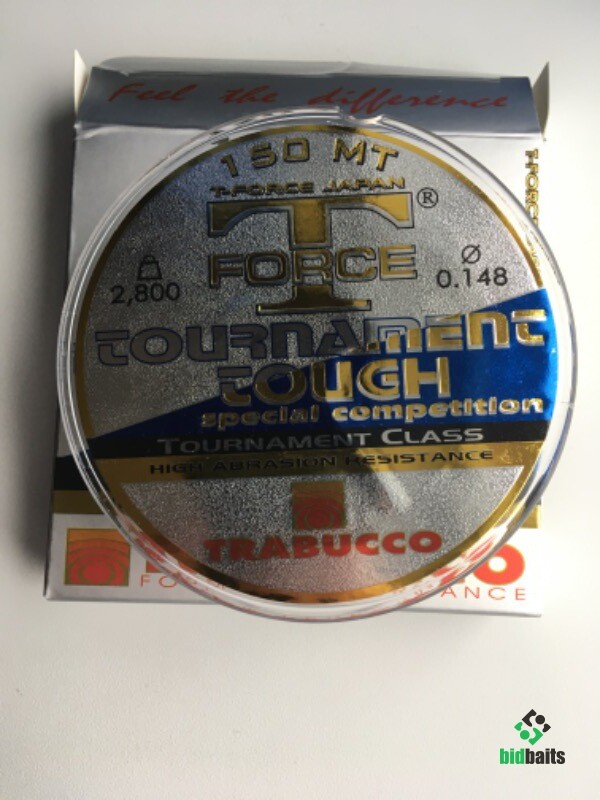 Feel the difference
150 MT
T-FORCE JAPAN
T ®
FORCE
2,800
Ø
0.148
TOURNAMENT
TOUGH
special competition
TOURNAMENT CLASS
HIGH ABRASION RESISTANCE
TRABUCCO
bidbaits